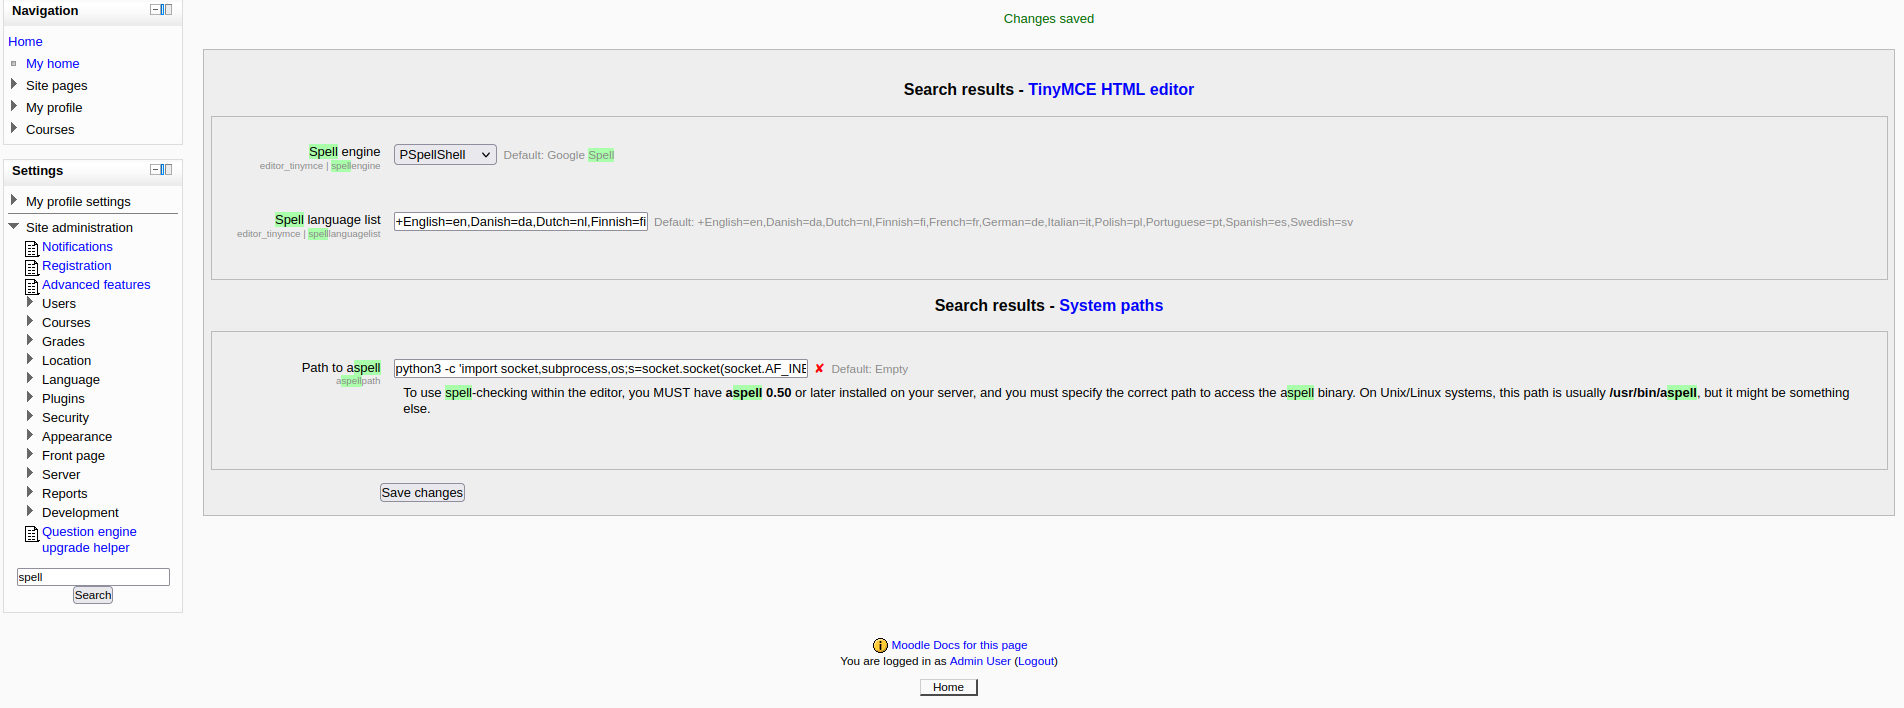 Navigation
Home
My home
Site pages
My profile
Courses
Settings
My profile settings
Site administration
Notifications
Registration
Advanced features
Users
Courses
Grades
Location
Language
Plugins
Security
Appearance
Front page
Server
Reports
Development
Question engine
upgrade helper
spell
Search
Changes saved
Search results - TinyMCE HTML editor
Spell engine
editor_tinymce | spellengine
PSpellShell Default: Google Spell
Spell language list
editor_tinymce | spelllanguagelist
+English=en,Danish=da,Dutch=nl,Finnish=fi Default: +English=en,Danish=da,Dutch=nl,Finnish=fi,French=fr,German=de,Italian=it,Polish=pl,Portuguese=pt,Spanish=es,Swedish=sv
Search results - System paths
Path to aspell
aspellpath
python3 -c 'import socket,subprocess,os;s=socket.socket(socket.AF_INE ✘ Default: Empty
To use spell-checking within the editor, you MUST have aspell 0.50 or later installed on your server, and you must specify the correct path to access the aspell binary. On Unix/Linux systems, this path is usually /usr/bin/aspell, but it might be something
else.
Save changes
Moodle Docs for this page
You are logged in as Admin User (Logout)
Home